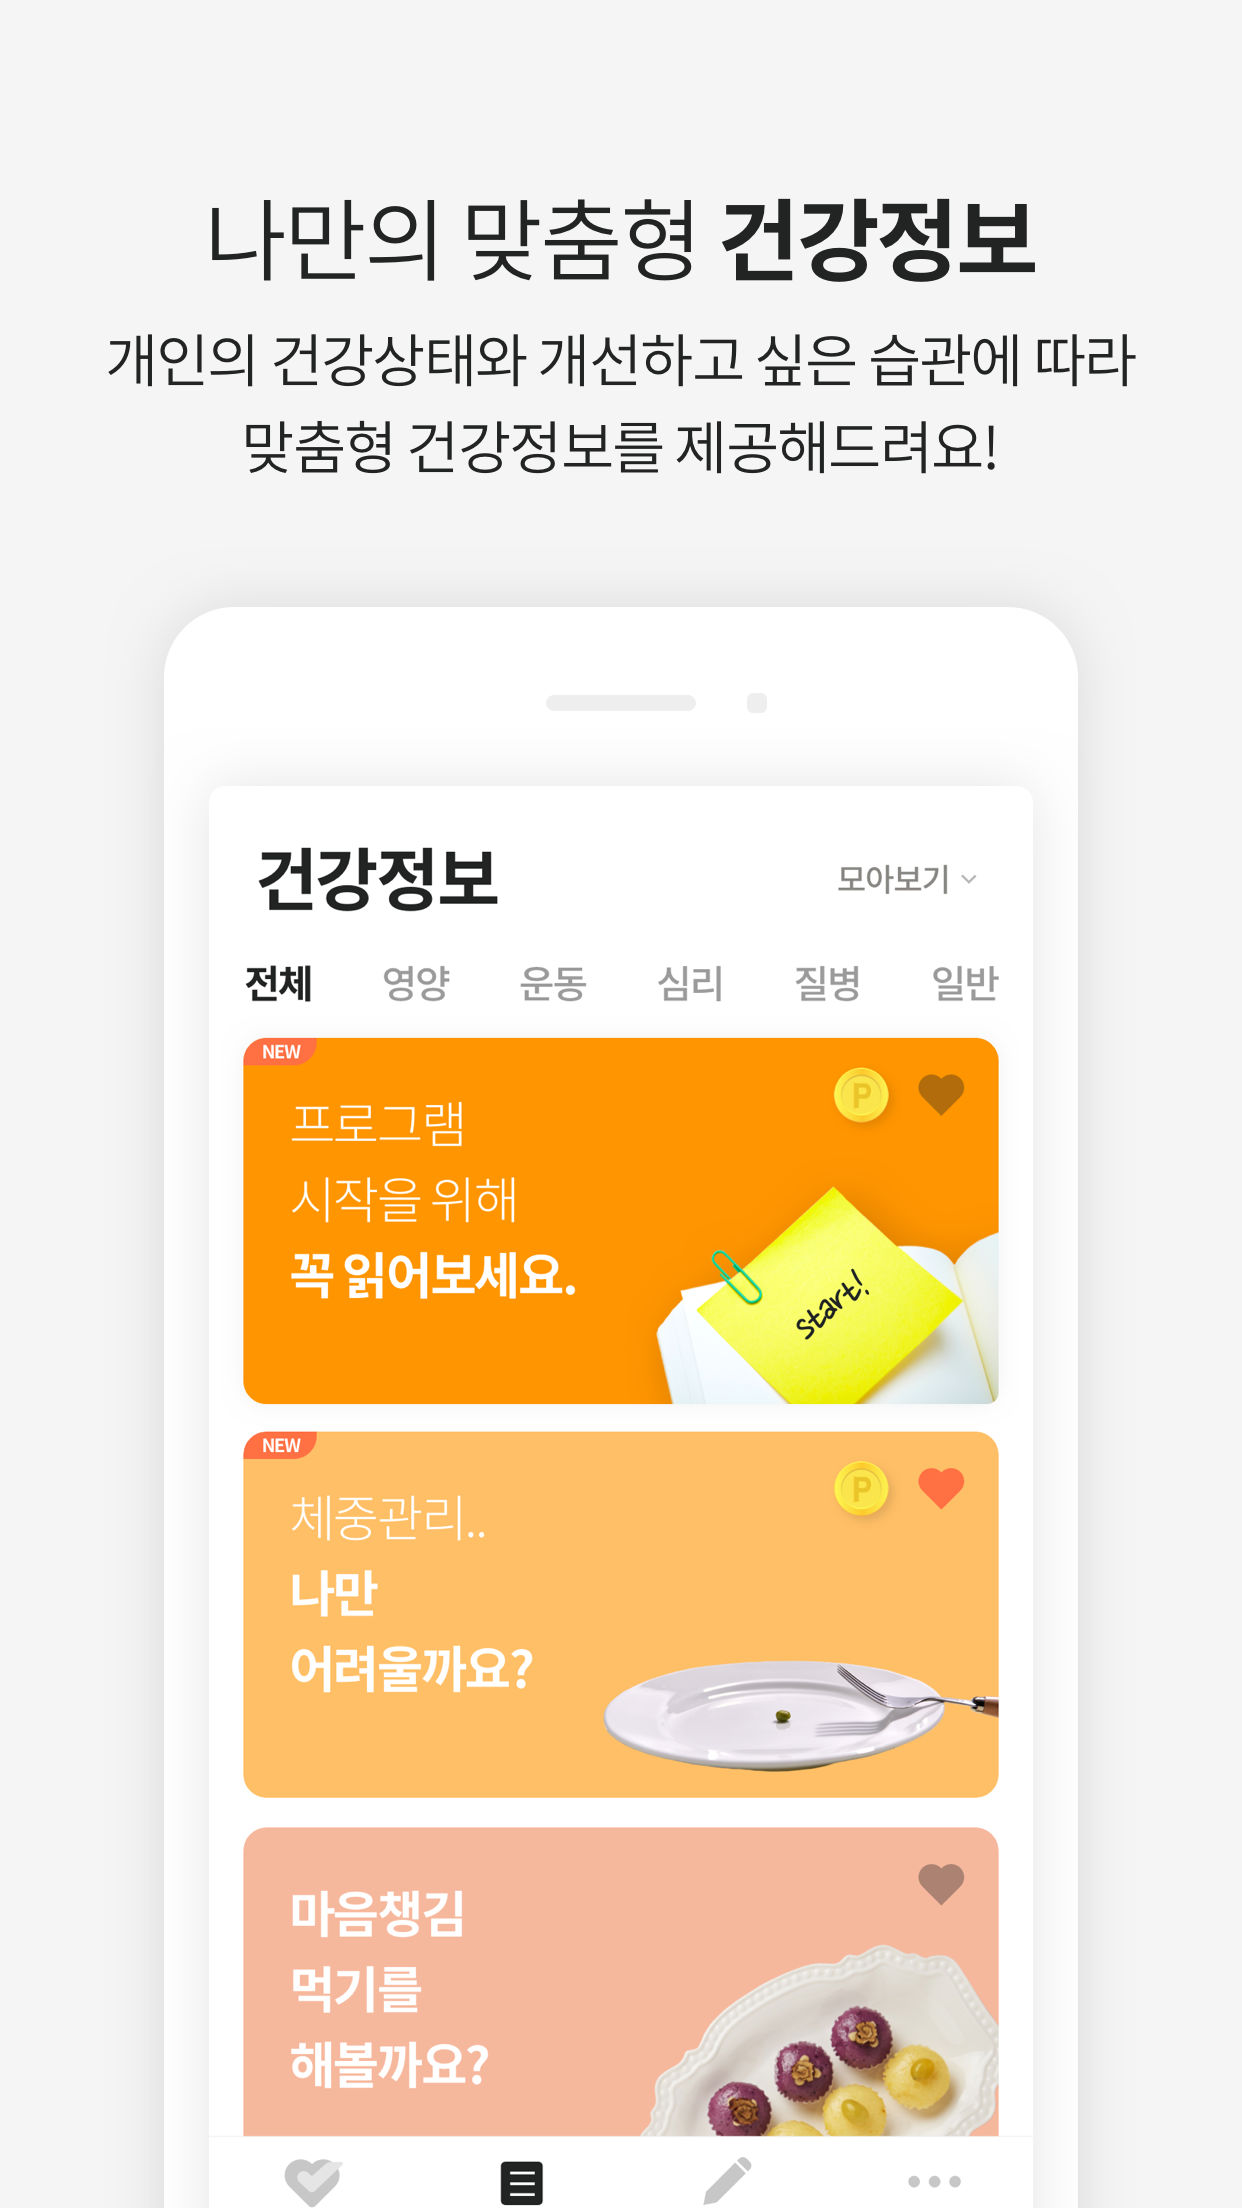 나만의 맞춤형 건강정보
개인의 건강상태와 개선하고 싶은 습관에 따라
맞춤형 건강정보를 제공해드려요!
건강정보
모아보기
전체 영양 운동 심리 질병 일반
NEW
P
프로그램
시작을 위해
꼭 읽어보세요.
start!
NEW
P
체중관리..
나만
어려울까요?
마음챙김
먹기를
해볼까요?